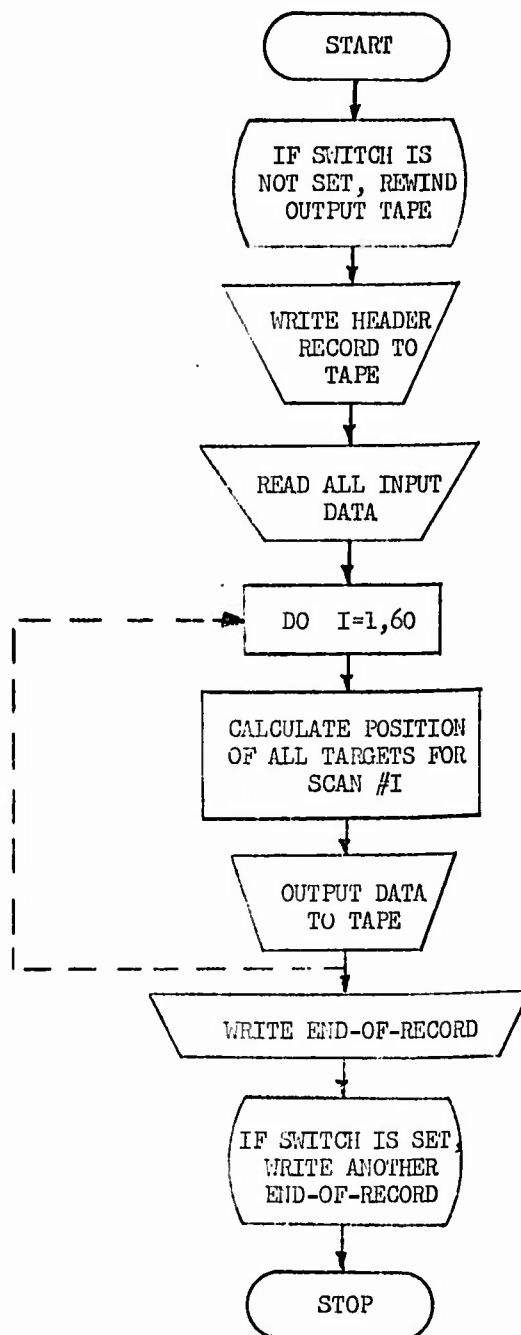 START
IF SWITCH IS
NOT SET, REWIND
OUTPUT TAPE
WRITE HEADER
RECORD TO
TAPE
READ ALL INPUT
DATA
DO I=1,60
CALCULATE POSITION
OF ALL TARGETS FOR
SCAN #I
OUTPUT DATA
TO TAPE
WRITE END-OF-RECORD
IF SWITCH IS SET,
WRITE ANOTHER
END-OF-RECORD
STOP